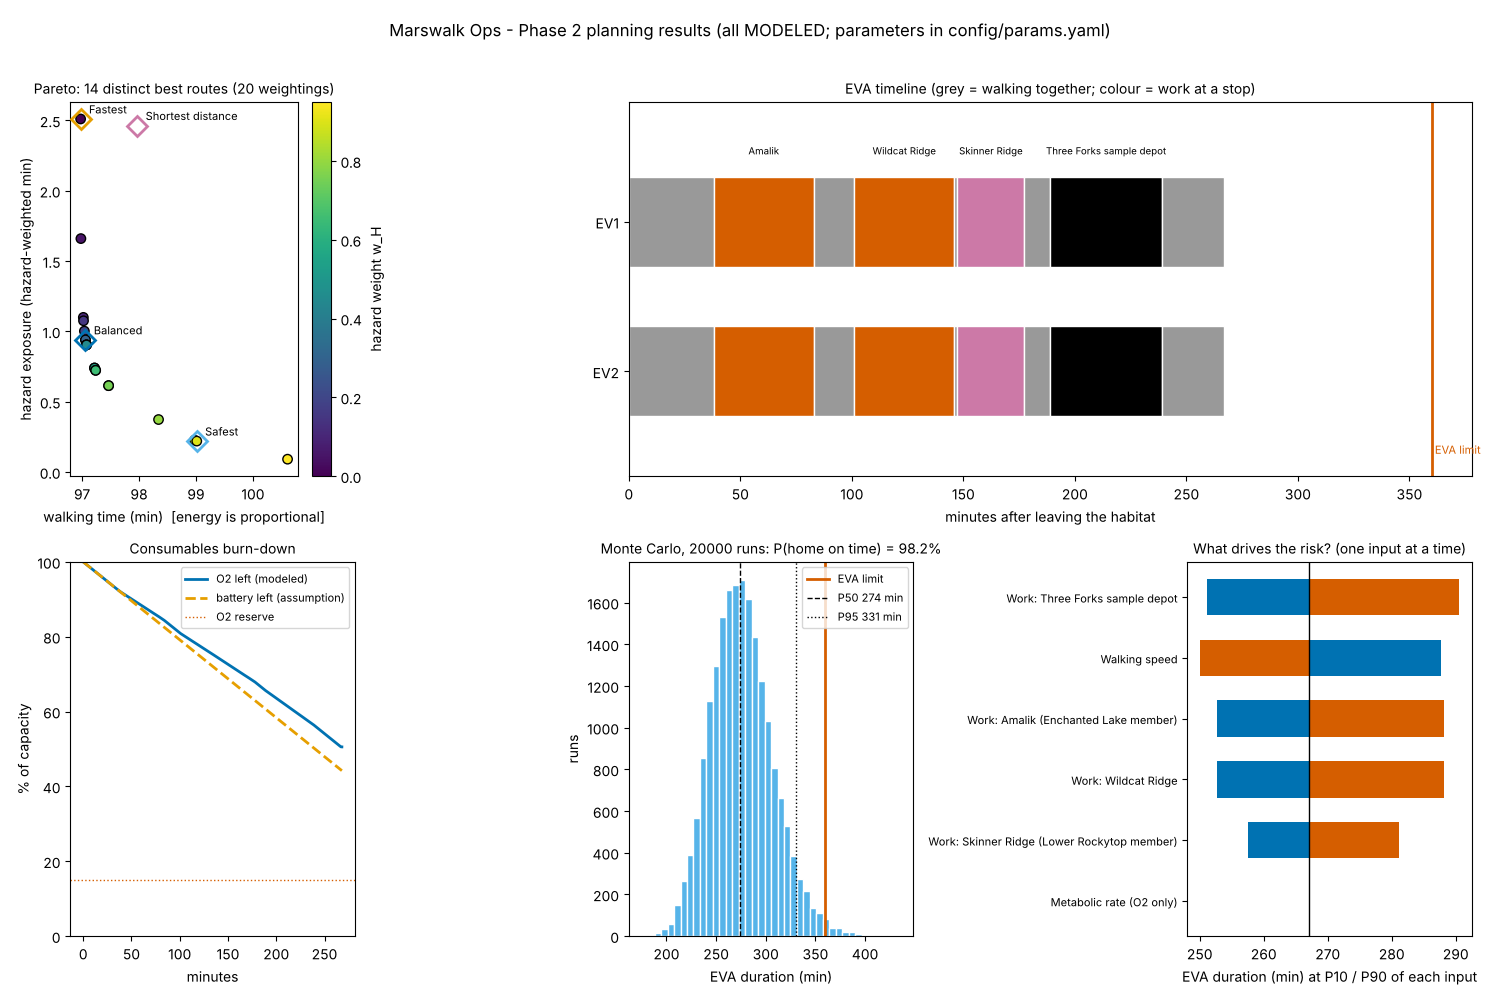 Marswalk Ops - Phase 2 planning results (all MODELED; parameters in config/params.yaml)
Pareto: 14 distinct best routes (20 weightings)
Fastest
Shortest distance
Balanced
Safest
hazard exposure (hazard-weighted min)
2.5
2.0
1.5
1.0
0.5
0.0
97
98
99
100
walking time (min)  [energy is proportional]
0.8
0.6
0.4
0.2
0.0
hazard weight w_H
EVA timeline (grey = walking together; colour = work at a stop)
Amalik
Wildcat Ridge
Skinner Ridge
Three Forks sample depot
EV1
EV2
EVA limit
0
50
100
150
200
250
300
350
minutes after leaving the habitat
Consumables burn-down
O2 left (modeled)
battery left (assumption)
O2 reserve
% of capacity
100
80
60
40
20
0
0
50
100
150
200
250
minutes
Monte Carlo, 20000 runs: P(home on time) = 98.2%
EVA limit
P50 274 min
P95 331 min
runs
1600
1400
1200
1000
800
600
400
200
0
200
250
300
350
400
EVA duration (min)
What drives the risk? (one input at a time)
Work: Three Forks sample depot
Walking speed
Work: Amalik (Enchanted Lake member)
Work: Wildcat Ridge
Work: Skinner Ridge (Lower Rockytop member)
Metabolic rate (O2 only)
250
260
270
280
290
EVA duration (min) at P10 / P90 of each input